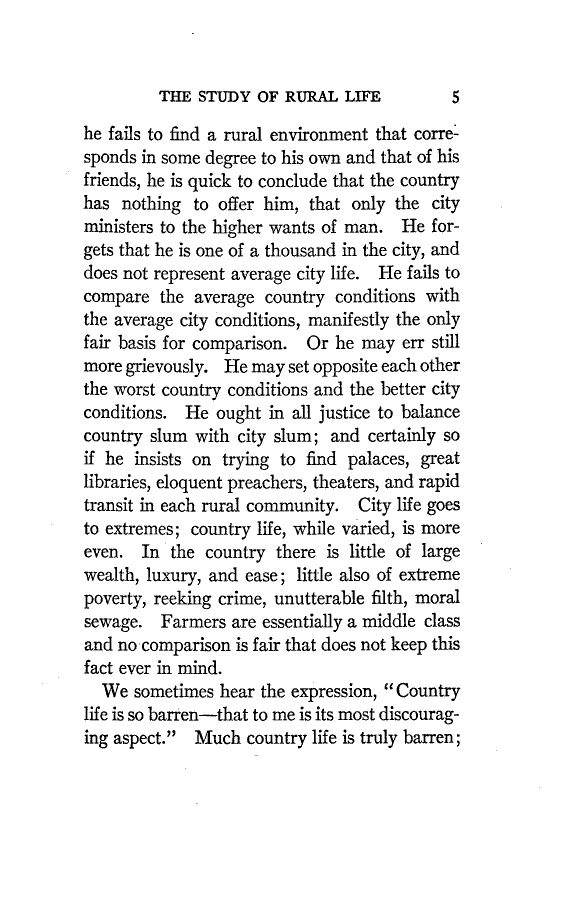 THE STUDY OF RURAL LIFE 5
he fails to find a rural environment that corre-
sponds in some degree to his own and that of his
friends, he is quick to conclude that the country
has nothing to offer him, that only the city
ministers to the higher wants of man. He for-
gets that he is one of a thousand in the city, and
does not represent average city life. He fails to
compare the average country conditions with
the average city conditions, manifestly the only
fair basis for comparison. Or he may err still
more grievously. He may set opposite each other
the worst country conditions and the better city
conditions. He ought in all justice to balance
country slum with city slum; and certainly so
if he insists on trying to find palaces, great
libraries, eloquent preachers, theaters, and rapid
transit in each rural community. City life goes
to extremes; country life, while varied, is more
even. In the country there is little of large
wealth, luxury, and ease; little also of extreme
poverty, reeking crime, unutterable filth, moral
sewage. Farmers are essentially a middle class
and no comparison is fair that does not keep this
fact ever in mind.
We sometimes hear the expression, "Country
life is so barren—that to me is its most discourag-
ing aspect." Much country life is truly barren;